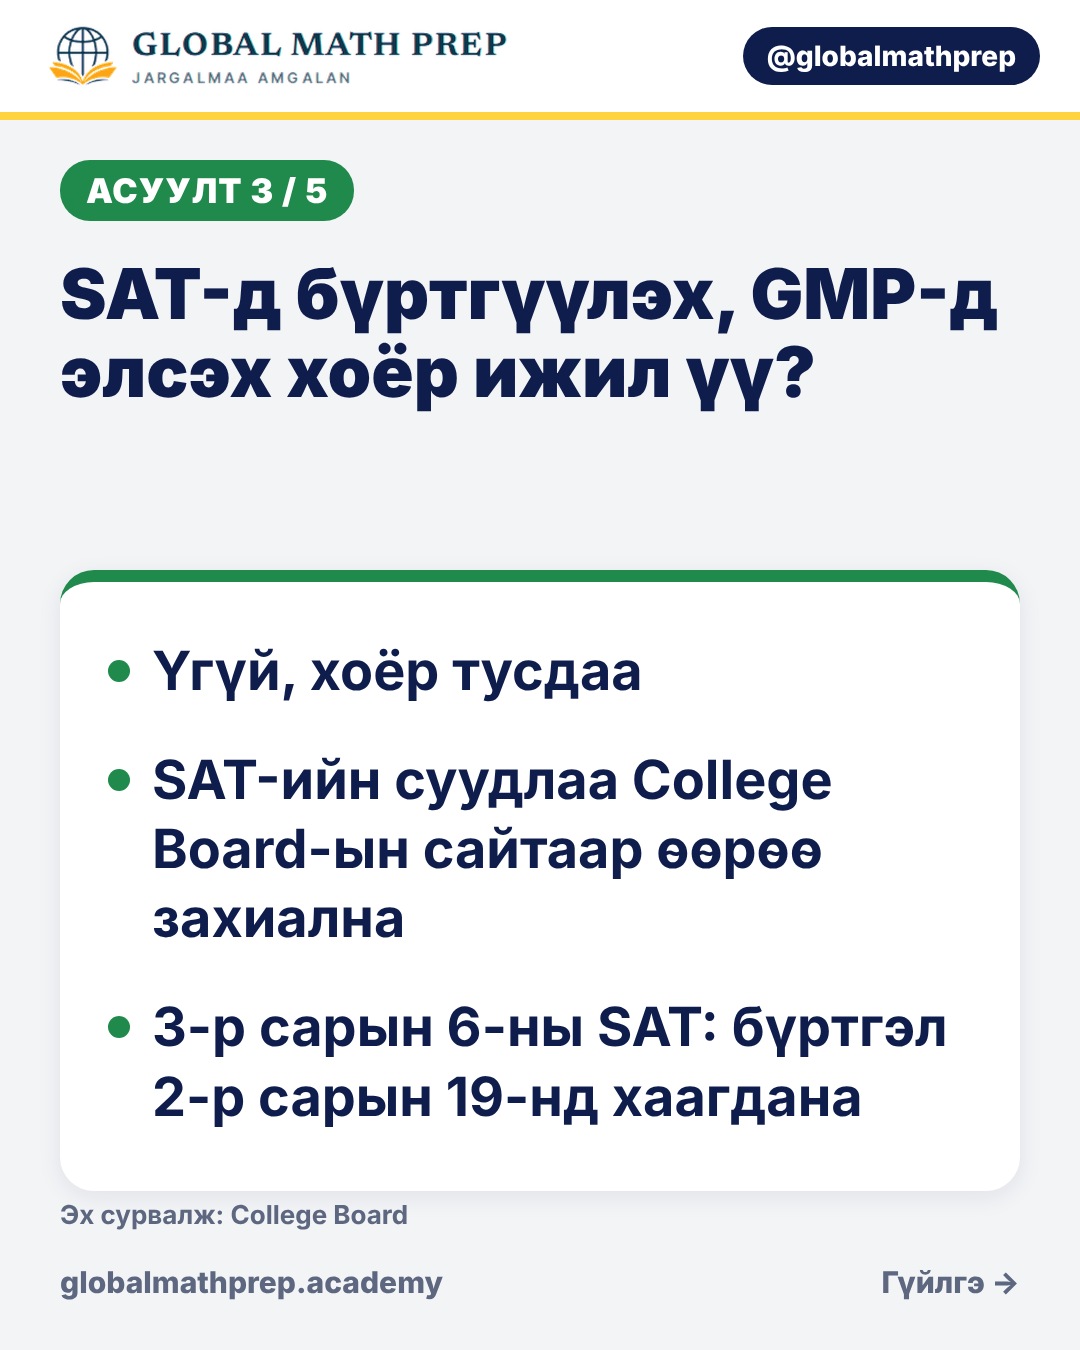 GLOBAL MATH PREP
JARGALMAA AMGALAN
@globalmathprep
АСУУЛТ 3 / 5
SAT-д бүртгүүлэх, GMP-д
элсэх хоёр ижил үү?
Үгүй, хоёр тусдаа
SAT-ийн суудлаа College
Board-ын сайтаар өөрөө
захиална
3-р сарын 6-ны SAT: бүртгэл
2-р сарын 19-нд хаагдана
Эх сурвалж: College Board
globalmathprep.academy
Гүйлгэ →